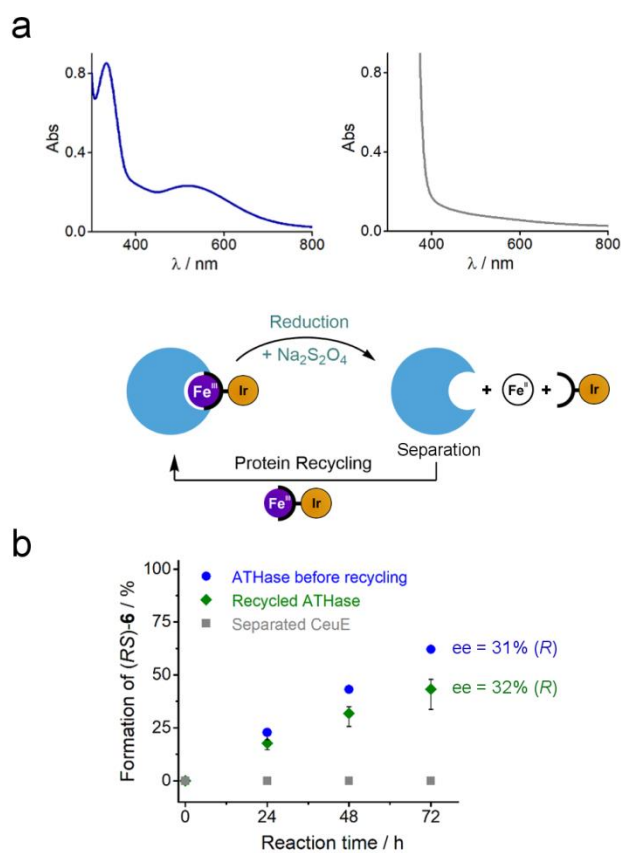 a
0.8
0.4
0.0
Abs
400
600
800
λ / nm
0.8
0.4
0.0
Abs
400
600
800
λ / nm
Reduction
+ Na₂S₂O₄
Feᴵᴵᴵ
Ir
+
Feᴵᴵ
+
Ir
Separation
Protein Recycling
Feᴵᴵᴵ
Ir
b
100
75
50
25
0
Formation of (RS)-6 / %
ATHase before recycling
Recycled ATHase
Separated CeuE
ee = 31% (R)
ee = 32% (R)
0
24
48
72
Reaction time / h